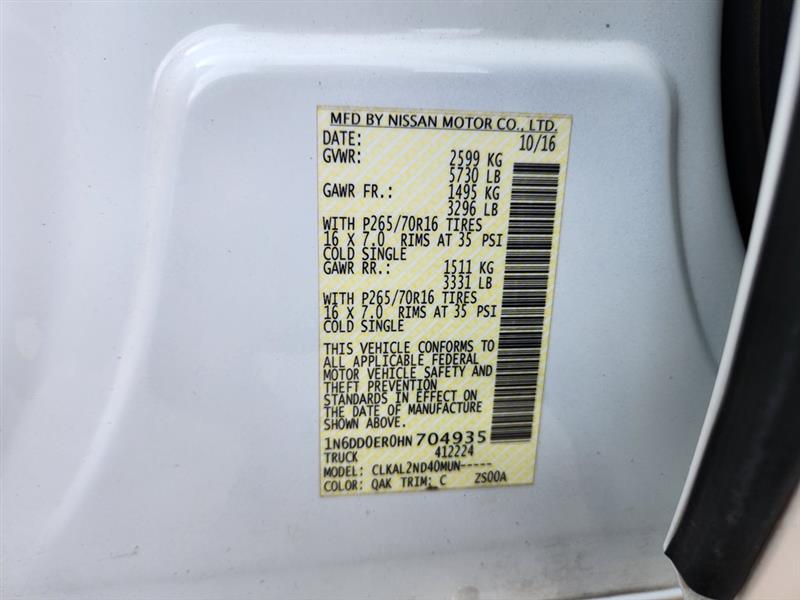 MFD BY NISSAN MOTOR CO., LTD.
DATE: 10/16
GVWR: 2599 KG
5730 LB
GAWR FR.: 1495 KG
3296 LB
WITH P265/70R16 TIRES
16 X 7.0 RIMS AT 35 PSI
COLD SINGLE
GAWR RR.: 1511 KG
3331 LB
WITH P265/70R16 TIRES
16 X 7.0 RIMS AT 35 PSI
COLD SINGLE
THIS VEHICLE CONFORMS TO
ALL APPLICABLE FEDERAL
MOTOR VEHICLE SAFETY AND
THEFT PREVENTION
STANDARDS IN EFFECT ON
THE DATE OF MANUFACTURE
SHOWN ABOVE.
1N6DD0ER0HN704935
TRUCK 412224
MODEL: CLKAL2ND40MUN-----
COLOR: QAK TRIM: C ZS00A